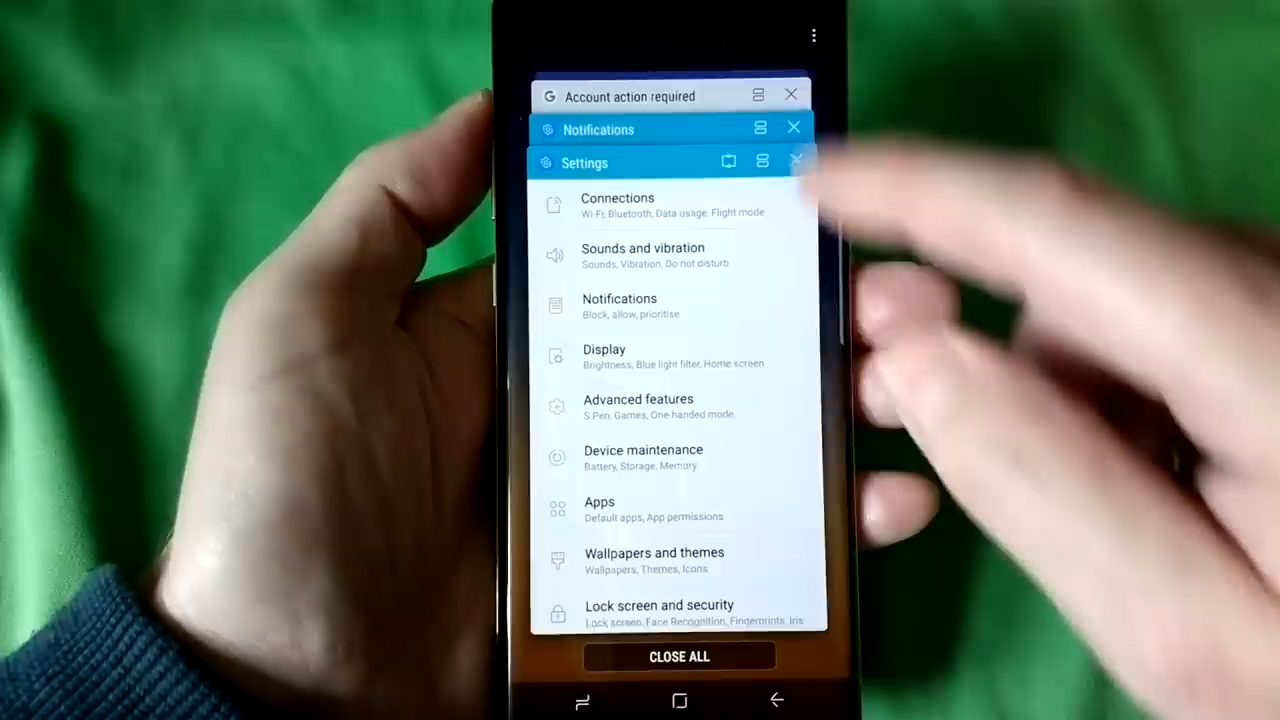 G Account action required
Notifications
Settings
Connections
Wi-Fi, Bluetooth, Data usage, Flight mode
Sounds and vibration
Sounds, Vibration, Do not disturb
Notifications
Block, allow, prioritise
Display
Brightness, Blue light filter, Home screen
Advanced features
S Pen, Games, One-handed mode
Device maintenance
Battery, Storage, Memory
Apps
Default apps, App permissions
Wallpapers and themes
Wallpapers, Themes, Icons
Lock screen and security
Lock screen, Face Recognition, Fingerprints, Iris
CLOSE ALL